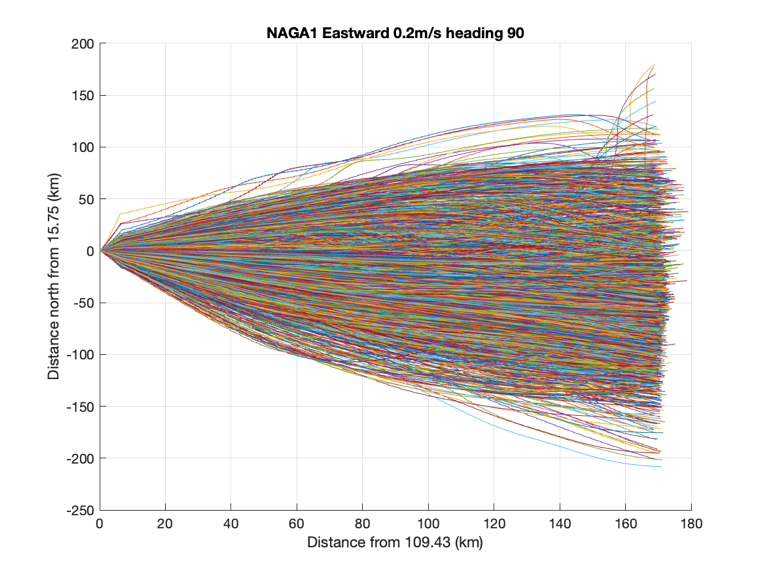 NAGA1 Eastward 0.2m/s heading 90
200
150
100
50
0
-50
-100
-150
-200
-250
Distance north from 15.75 (km)
0 20 40 60 80 100 120 140 160 180
Distance from 109.43 (km)